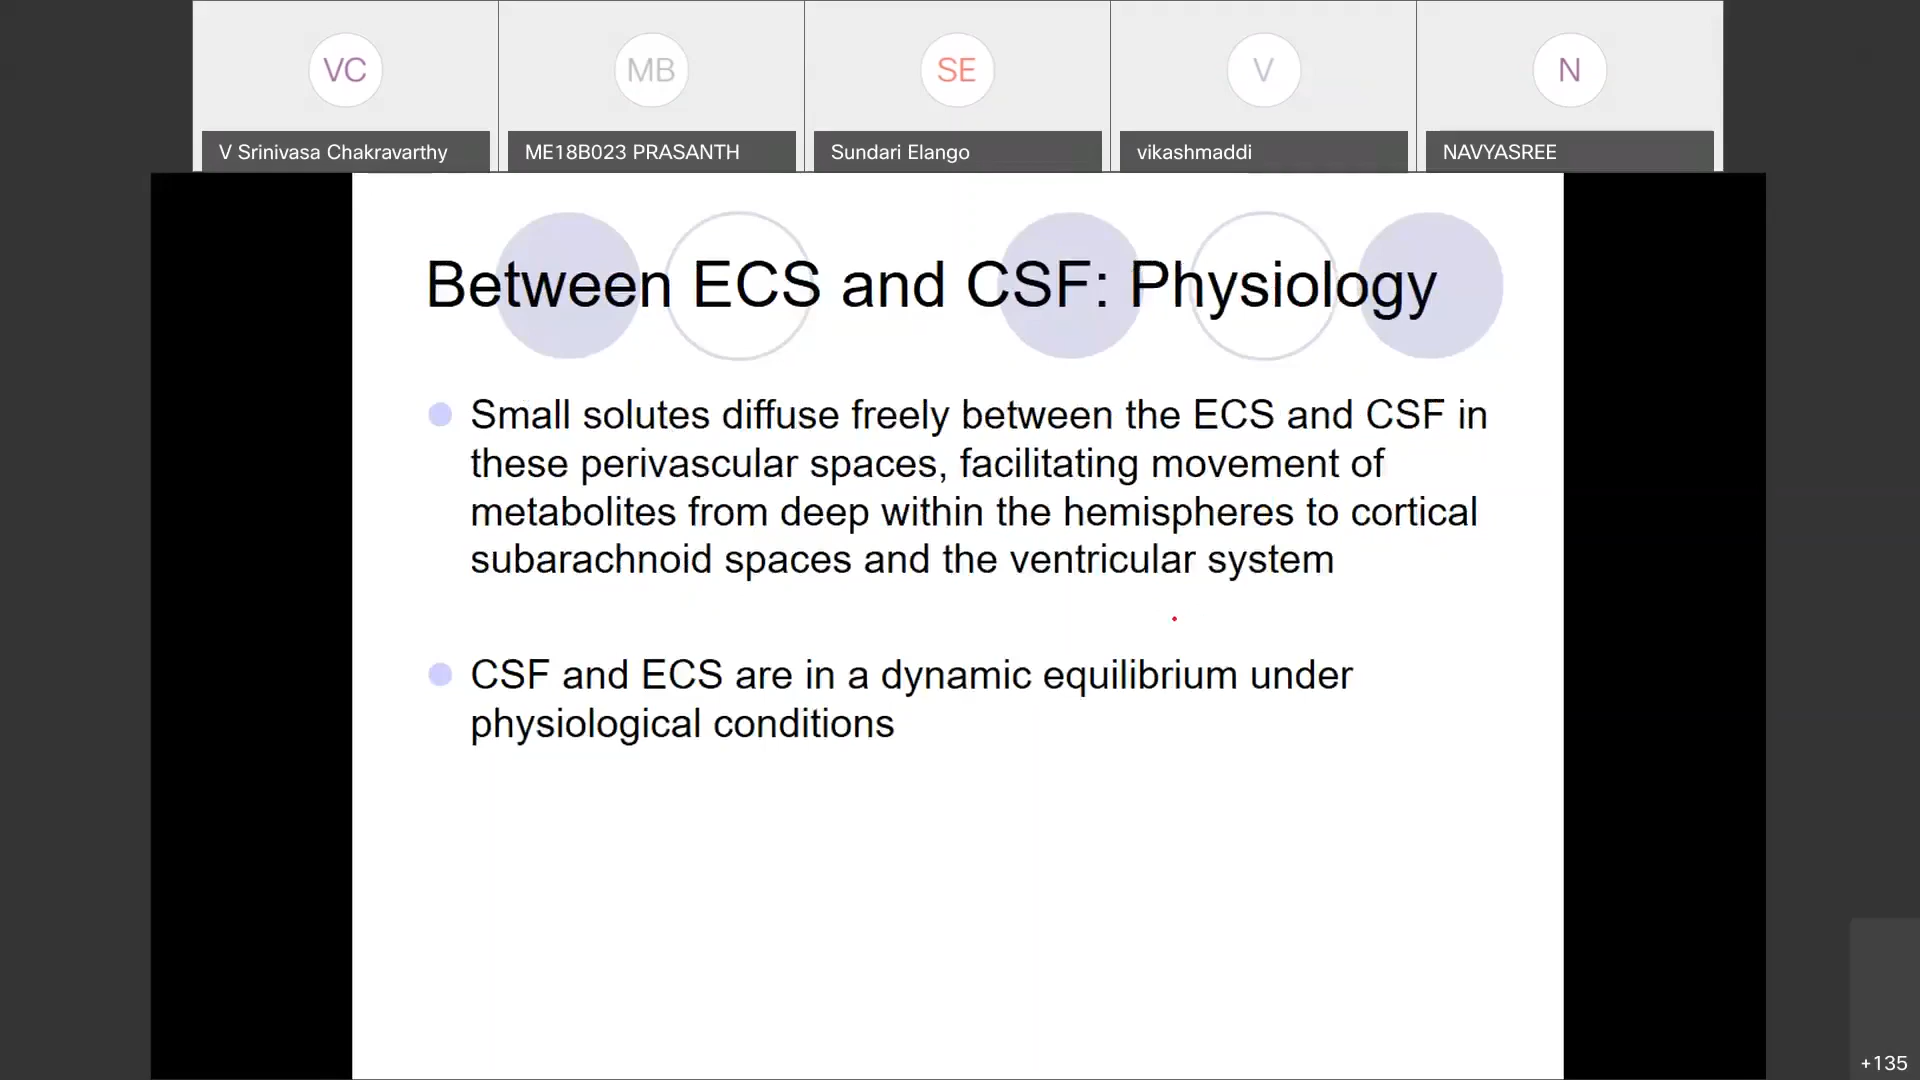 VC
MB
SE
V
N
V Srinivasa Chakravarthy
ME18B023 PRASANTH
Sundari Elango
vikashmaddi
NAVYASREE
Between ECS and CSF: Physiology
Small solutes diffuse freely between the ECS and CSF in
these perivascular spaces, facilitating movement of
metabolites from deep within the hemispheres to cortical
subarachnoid spaces and the ventricular system
CSF and ECS are in a dynamic equilibrium under
physiological conditions
+135